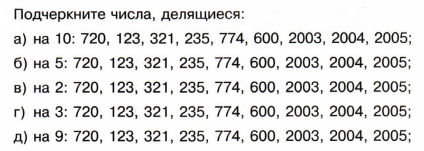 Подчеркните числа, делящиеся:
а) на 10: 720, 123, 321, 235, 774, 600, 2003, 2004, 2005;
б) на 5: 720, 123, 321, 235, 774, 600, 2003, 2004, 2005;
в) на 2: 720, 123, 321, 235, 774, 600, 2003, 2004, 2005;
г) на 3: 720, 123, 321, 235, 774, 600, 2003, 2004, 2005;
д) на 9: 720, 123, 321, 235, 774, 600, 2003, 2004, 2005;